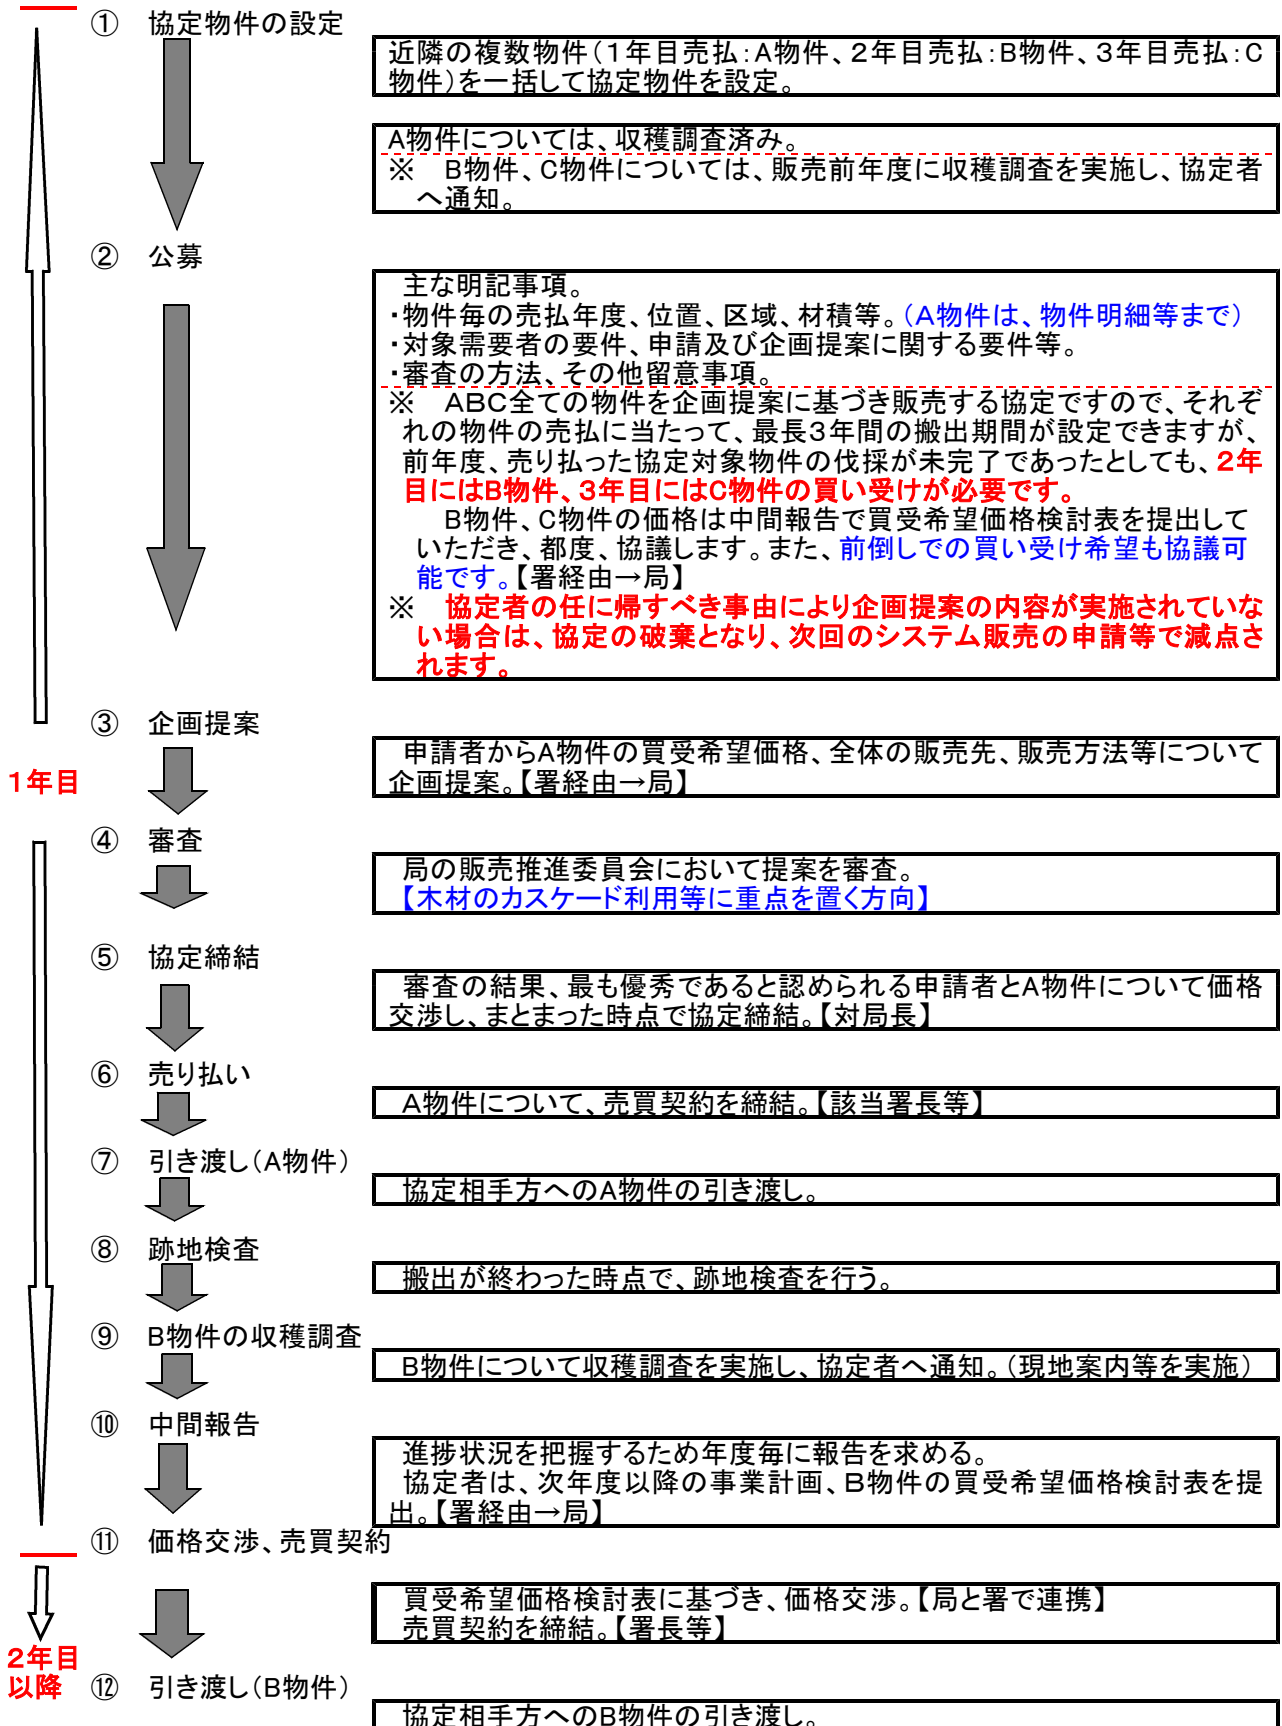 ① 協定物件の設定
近隣の複数物件(1年目売払:A物件、2年目売払:B物件、3年目売払:C
物件)を一括して協定物件を設定。
A物件については、収穫調査済み。
※ B物件、C物件については、販売前年度に収穫調査を実施し、協定者
へ通知。
② 公募
主な明記事項。
・物件毎の売払年度、位置、区域、材積等。(A物件は、物件明細等まで)
・対象需要者の要件、申請及び企画提案に関する要件等。
・審査の方法、その他留意事項。
※ ABC全ての物件を企画提案に基づき販売する協定ですので、それぞ
れの物件の売払に当たって、最長3年間の搬出期間が設定できますが、
前年度、売り払った協定対象物件の伐採が未完了であったとしても、2年
目にはB物件、3年目にはC物件の買い受けが必要です。
B物件、C物件の価格は中間報告で買受希望価格検討表を提出して
いただき、都度、協議します。また、前倒しでの買い受け希望も協議可
能です。【署経由→局】
※ 協定者の任に帰すべき事由により企画提案の内容が実施されていな
い場合は、協定の破棄となり、次回のシステム販売の申請等で減点さ
れます。
③ 企画提案
申請者からA物件の買受希望価格、全体の販売先、販売方法等について
企画提案。【署経由→局】
1年目
④ 審査
局の販売推進委員会において提案を審査。
【木材のカスケード利用等に重点を置く方向】
⑤ 協定締結
審査の結果、最も優秀であると認められる申請者とA物件について価格
交渉し、まとまった時点で協定締結。【対局長】
⑥ 売り払い
A物件について、売買契約を締結。【該当署長等】
⑦ 引き渡し(A物件)
協定相手方へのA物件の引き渡し。
⑧ 跡地検査
搬出が終わった時点で、跡地検査を行う。
⑨ B物件の収穫調査
B物件について収穫調査を実施し、協定者へ通知。(現地案内等を実施)
⑩ 中間報告
進捗状況を把握するため年度毎に報告を求める。
協定者は、次年度以降の事業計画、B物件の買受希望価格検討表を提
出。【署経由→局】
⑪ 価格交渉、売買契約
買受希望価格検討表に基づき、価格交渉。【局と署で連携】
売買契約を締結。【署長等】
2年目
以降
⑫ 引き渡し(B物件)
協定相手方へのB物件の引き渡し。